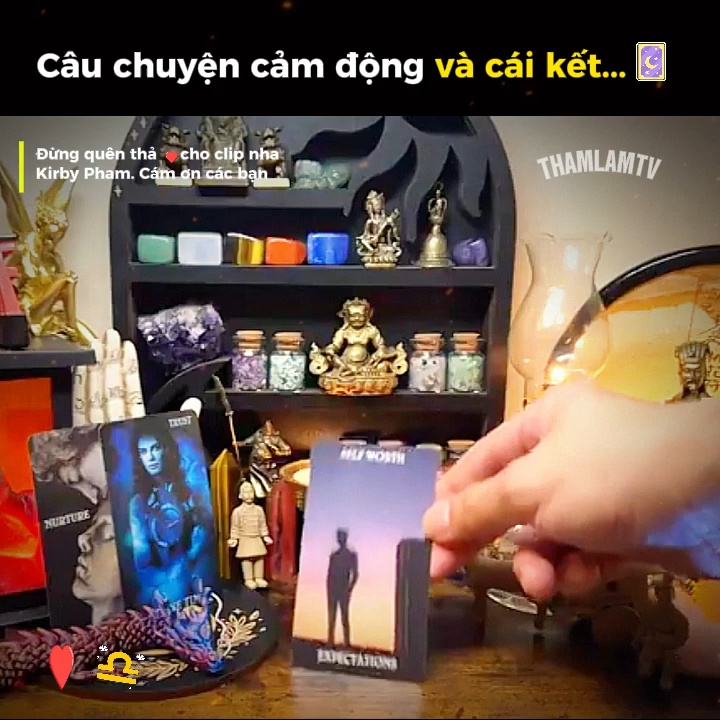 Câu chuyện cảm động và cái kết...
Đừng quên thả cho clip nha
Kirby Pham. Cám ơn các bạn
THAMLAMTV
TRUST
NURTURE
SELF WORTH
EXPECTATIONS